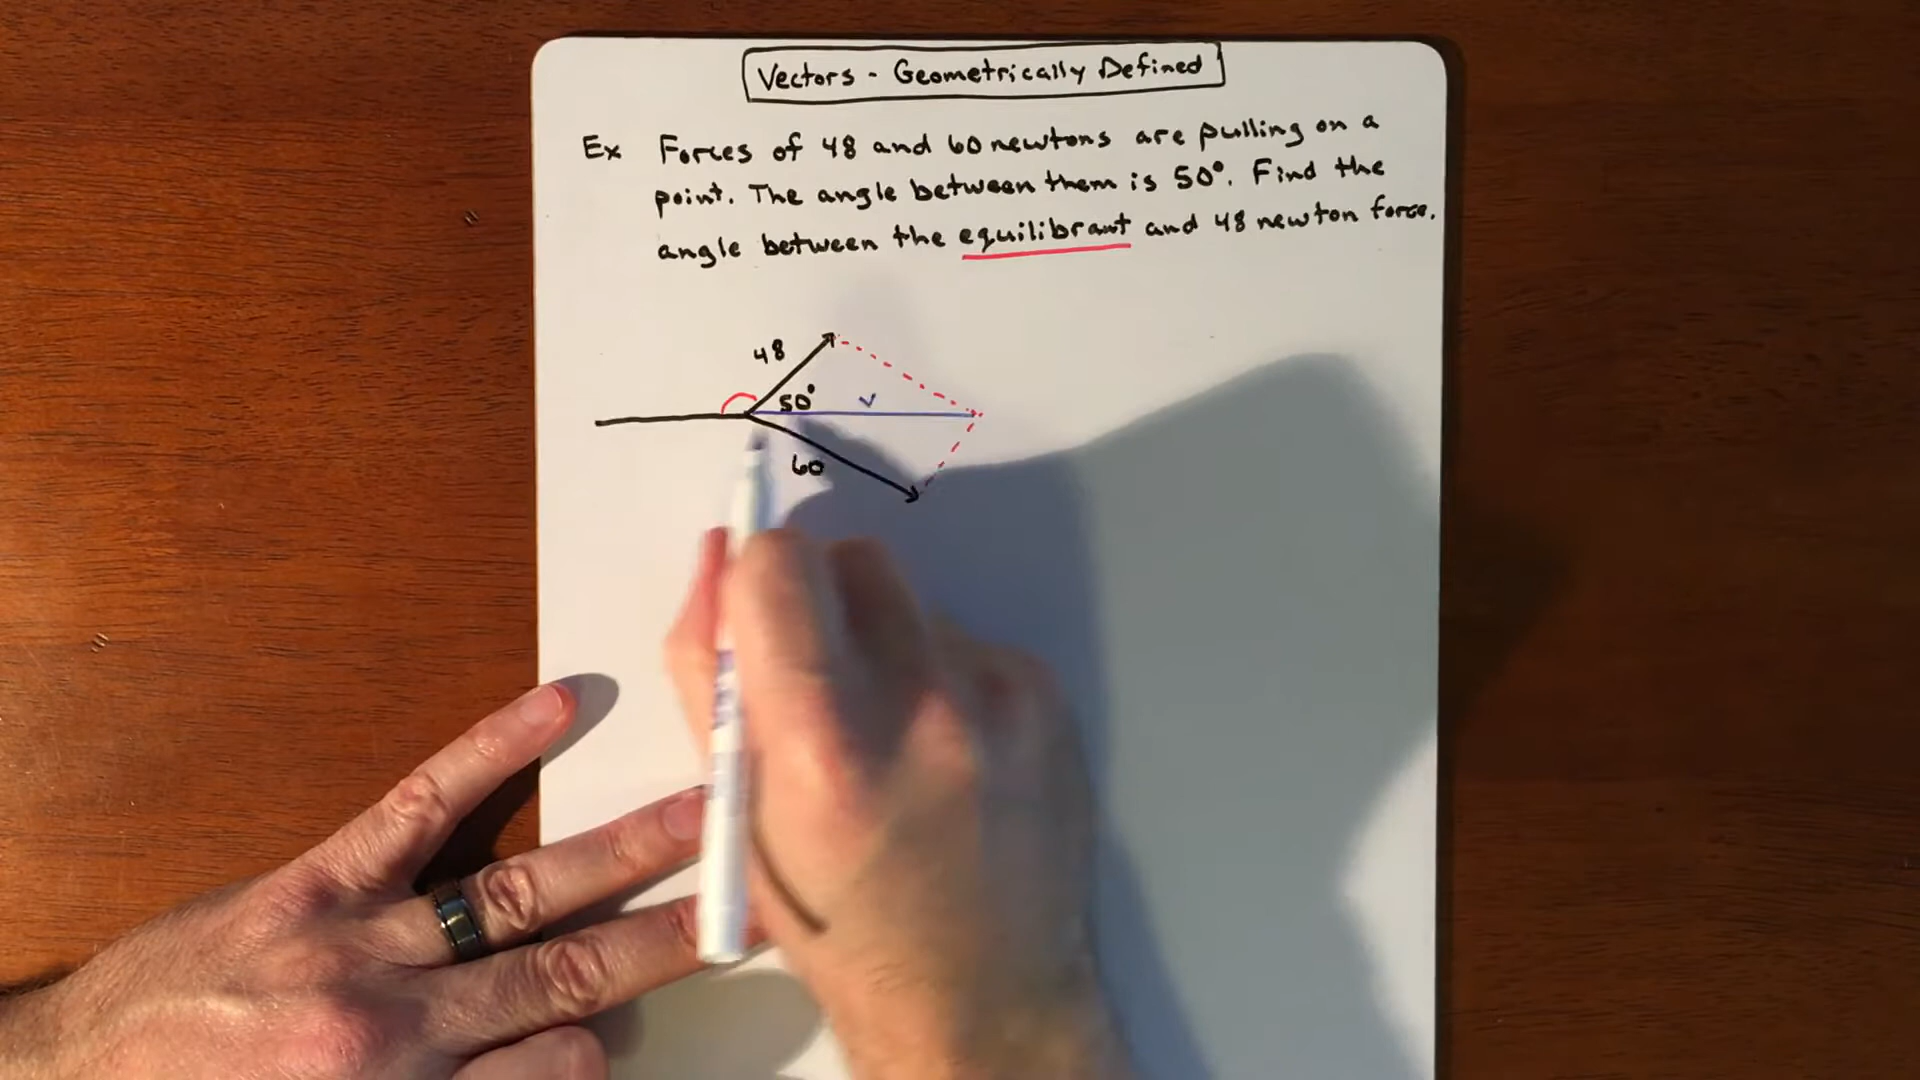 Vectors - Geometrically Defined
Ex Forces of 48 and 60 newtons are pulling on a
point. The angle between them is 50°. Find the
angle between the equilibrant and 48 newton force.
48
50°
v
60